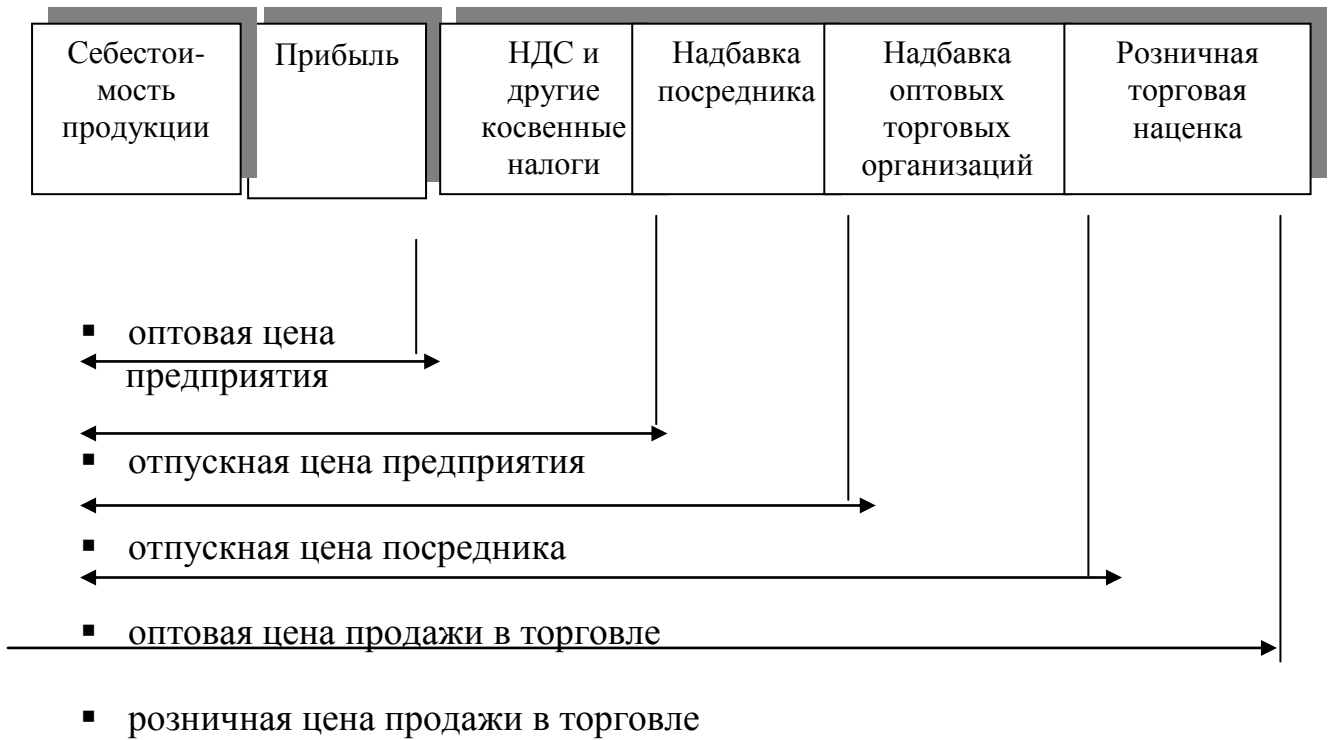 Себестои-
мость
продукции
Прибыль
НДС и
другие
косвенные
налоги
Надбавка
посредника
Надбавка
оптовых
торговых
организаций
Розничная
торговая
наценка
▪ оптовая цена
предприятия
▪ отпускная цена предприятия
▪ отпускная цена посредника
▪ оптовая цена продажи в торговле
▪ розничная цена продажи в торговле